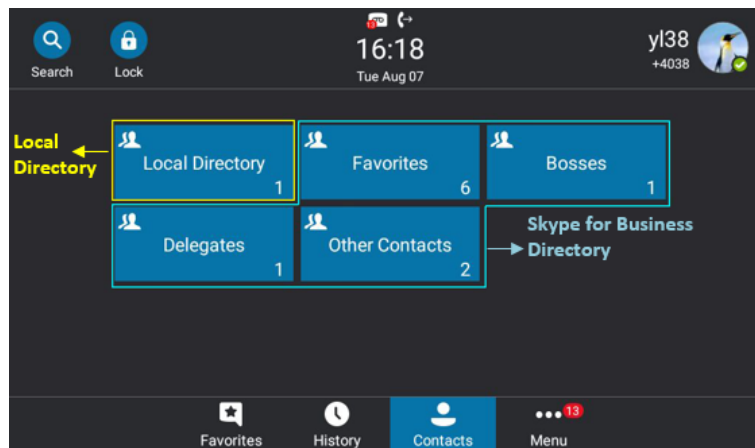 16:18
Tue Aug 07
Search
Lock
yl38
+4038
Local
Directory
Local Directory
1
Favorites
6
Bosses
1
Delegates
1
Other Contacts
2
Skype for Business
Directory
Favorites
History
Contacts
13
Menu